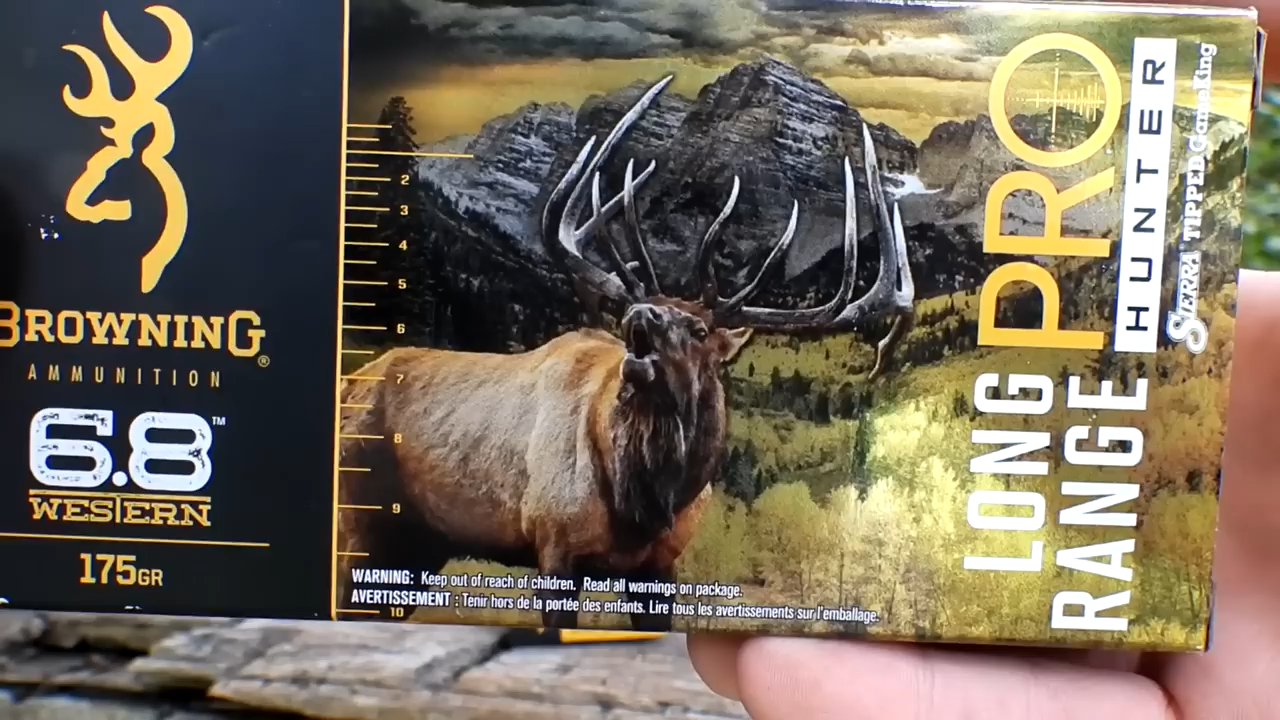 BROWNING®
AMMUNITION
6.8™
WESTERN
175GR
2
3
4
5
6
7
8
9
10
WARNING: Keep out of reach of children. Read all warnings on package.
AVERTISSEMENT : Tenir hors de la portée des enfants. Lire tous les avertissements sur l'emballage.
LONG PRO
RANGE HUNTER
SIERRA TIPPED GameKing